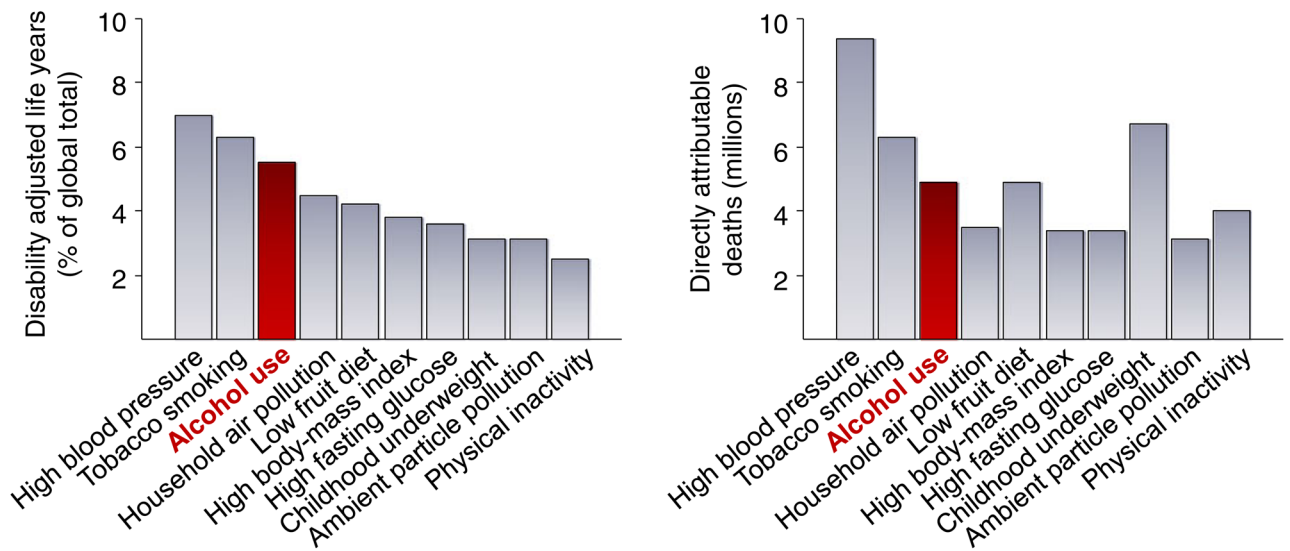 Disability adjusted life years
(% of global total)
10
8
6
4
2
High blood pressure
Tobacco smoking
Alcohol use
Household air pollution
Low fruit diet
High body-mass index
High fasting glucose
Childhood underweight
Ambient particle pollution
Physical inactivity
Directly attributable
deaths (millions)
10
8
6
4
2
High blood pressure
Tobacco smoking
Alcohol use
Household air pollution
Low fruit diet
High body-mass index
High fasting glucose
Childhood underweight
Ambient particle pollution
Physical inactivity